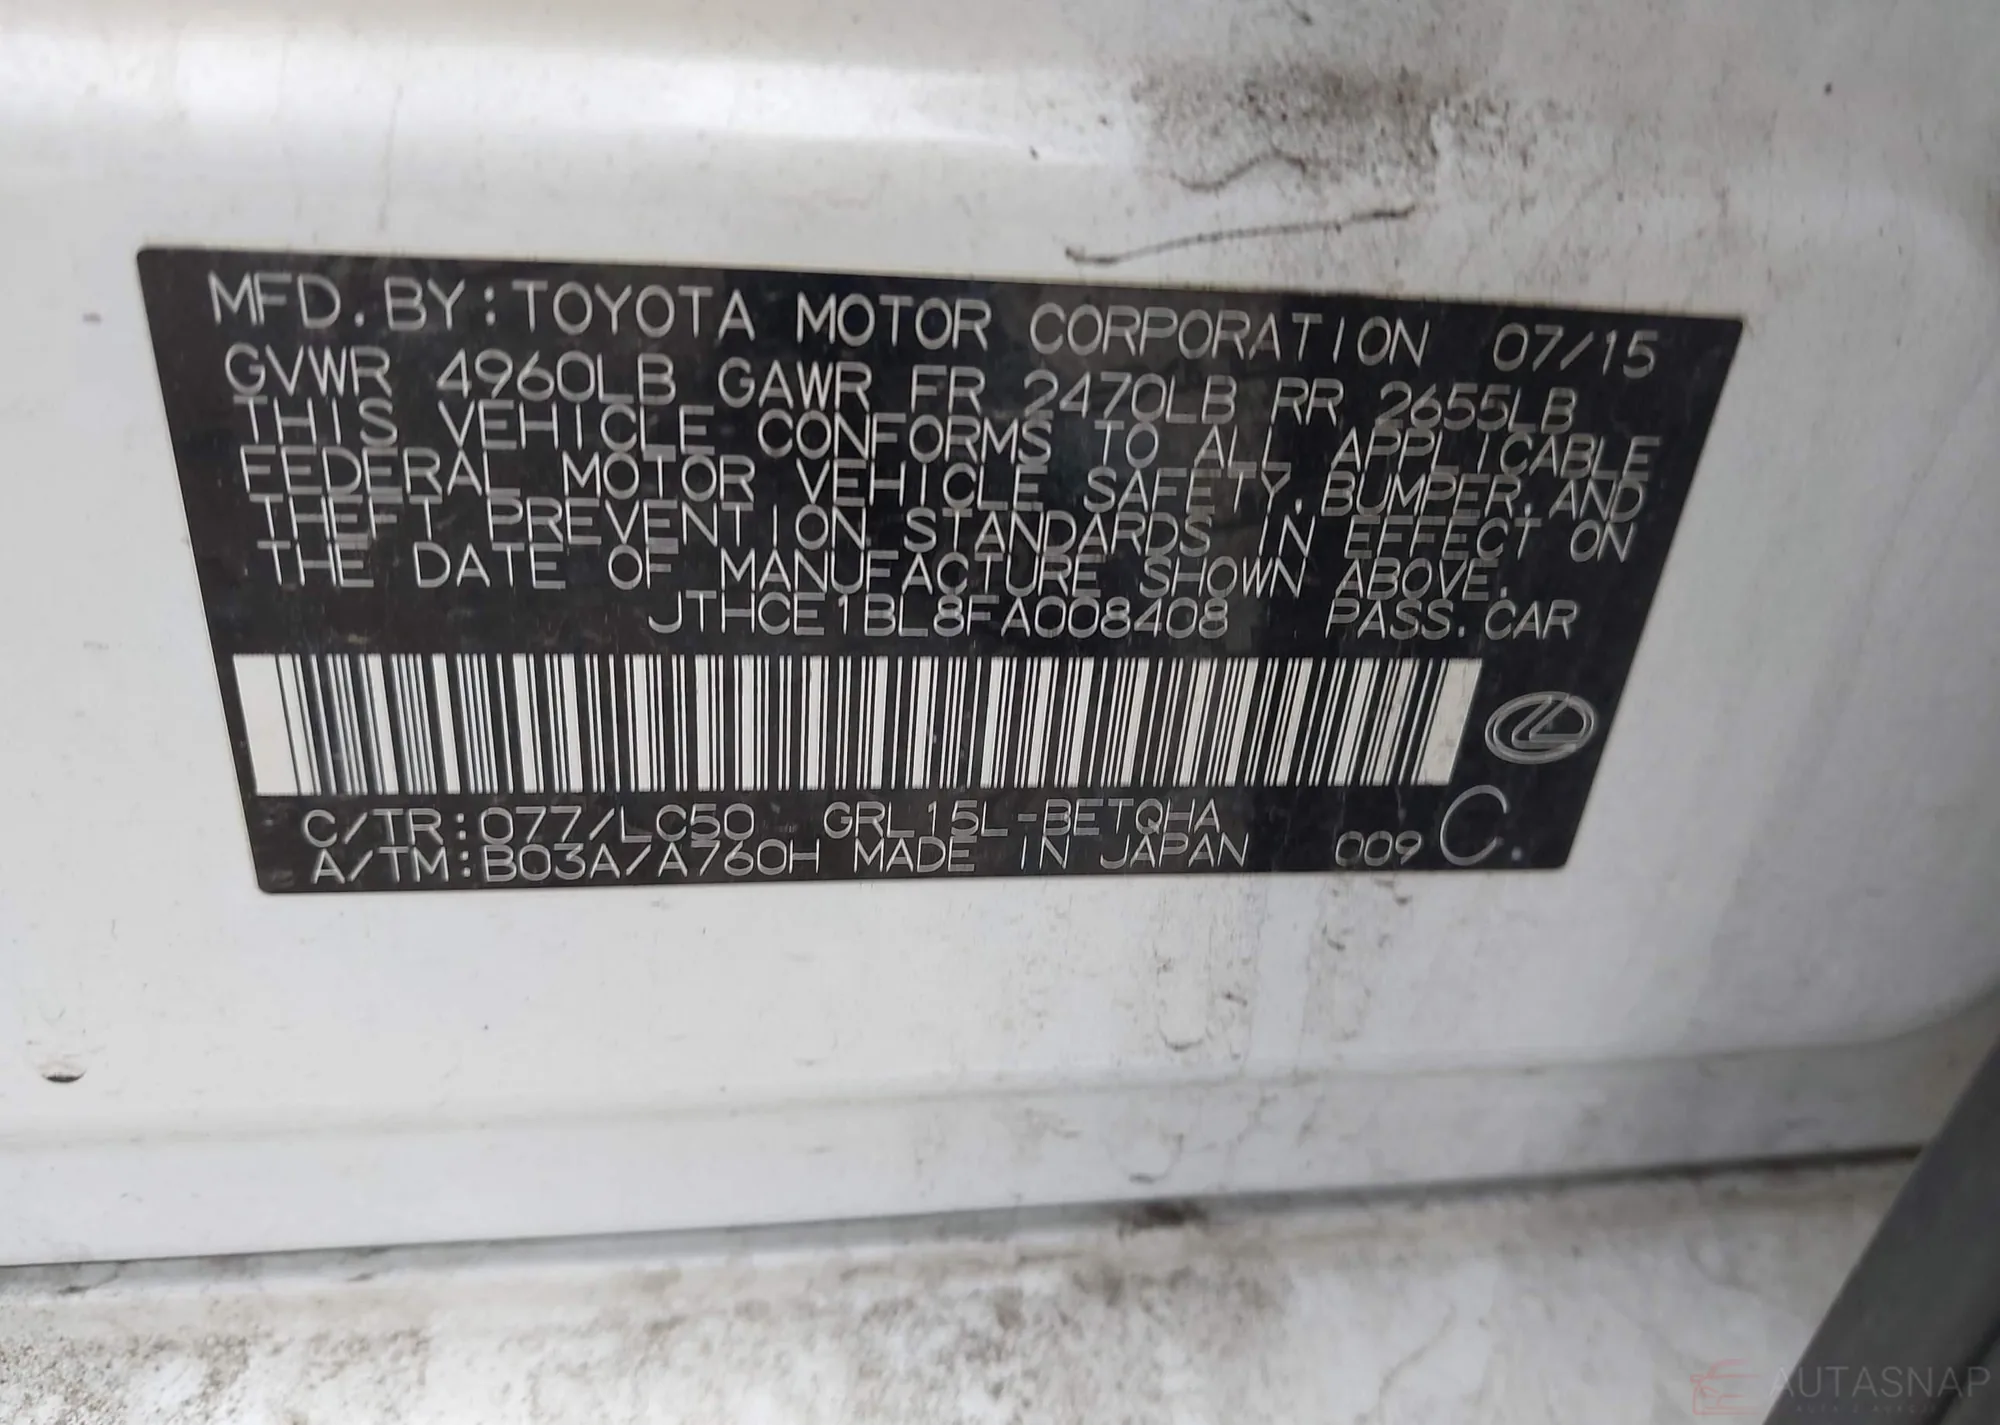 MFD. BY: TOYOTA MOTOR CORPORATION 07/15
GVWR 4960LB GAWR FR 2470LB RR 2655LB
THIS VEHICLE CONFORMS TO ALL APPLICABLE
FEDERAL MOTOR VEHICLE SAFETY, BUMPER, AND
THEFT PREVENTION STANDARDS IN EFFECT ON
THE DATE OF MANUFACTURE SHOWN ABOVE.
JTHCE1BL8FA008408 PASS. CAR
C/TR: 077/LC50 GRL15L-BETQHA
A/TM: B03A/A760H MADE IN JAPAN 009 C.
AUTASNAP